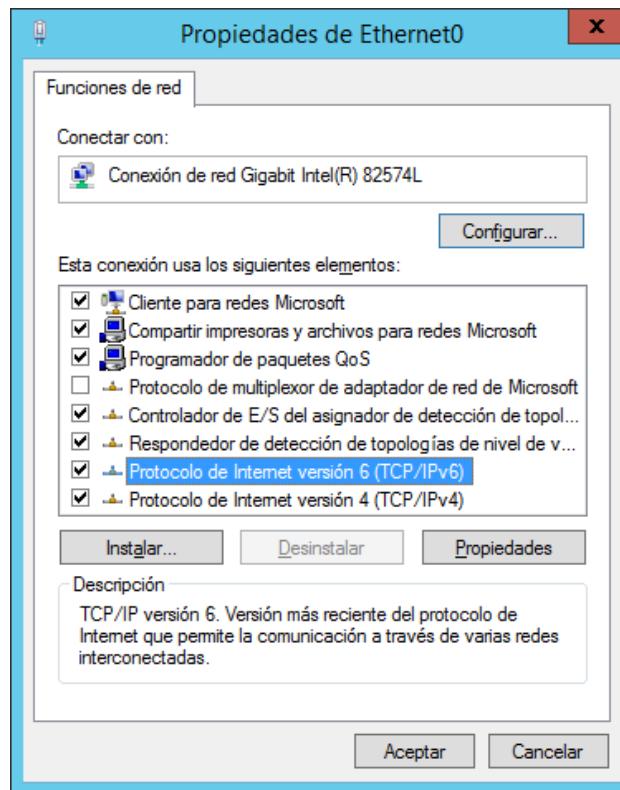 Propiedades de Ethernet0
x
Funciones de red
Conectar con:
Conexión de red Gigabit Intel(R) 82574L
Configurar...
Esta conexión usa los siguientes elementos:
Cliente para redes Microsoft
Compartir impresoras y archivos para redes Microsoft
Programador de paquetes QoS
Protocolo de multiplexor de adaptador de red de Microsoft
Controlador de E/S del asignador de detección de topol...
Respondedor de detección de topologías de nivel de v...
Protocolo de Internet versión 6 (TCP/IPv6)
Protocolo de Internet versión 4 (TCP/IPv4)
Instalar... Desinstalar Propiedades
Descripción
TCP/IP versión 6. Versión más reciente del protocolo de
Internet que permite la comunicación a través de varias redes
interconectadas.
Aceptar Cancelar